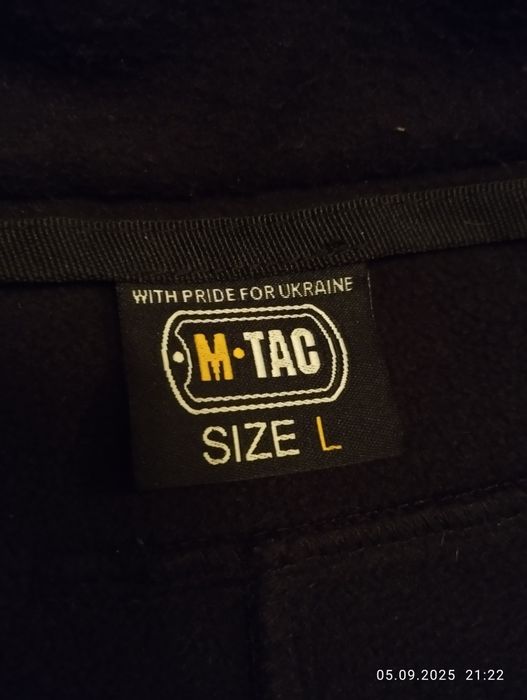 WITH PRIDE FOR UKRAINE
M·TAC
SIZE L
05.09.2025 21:22